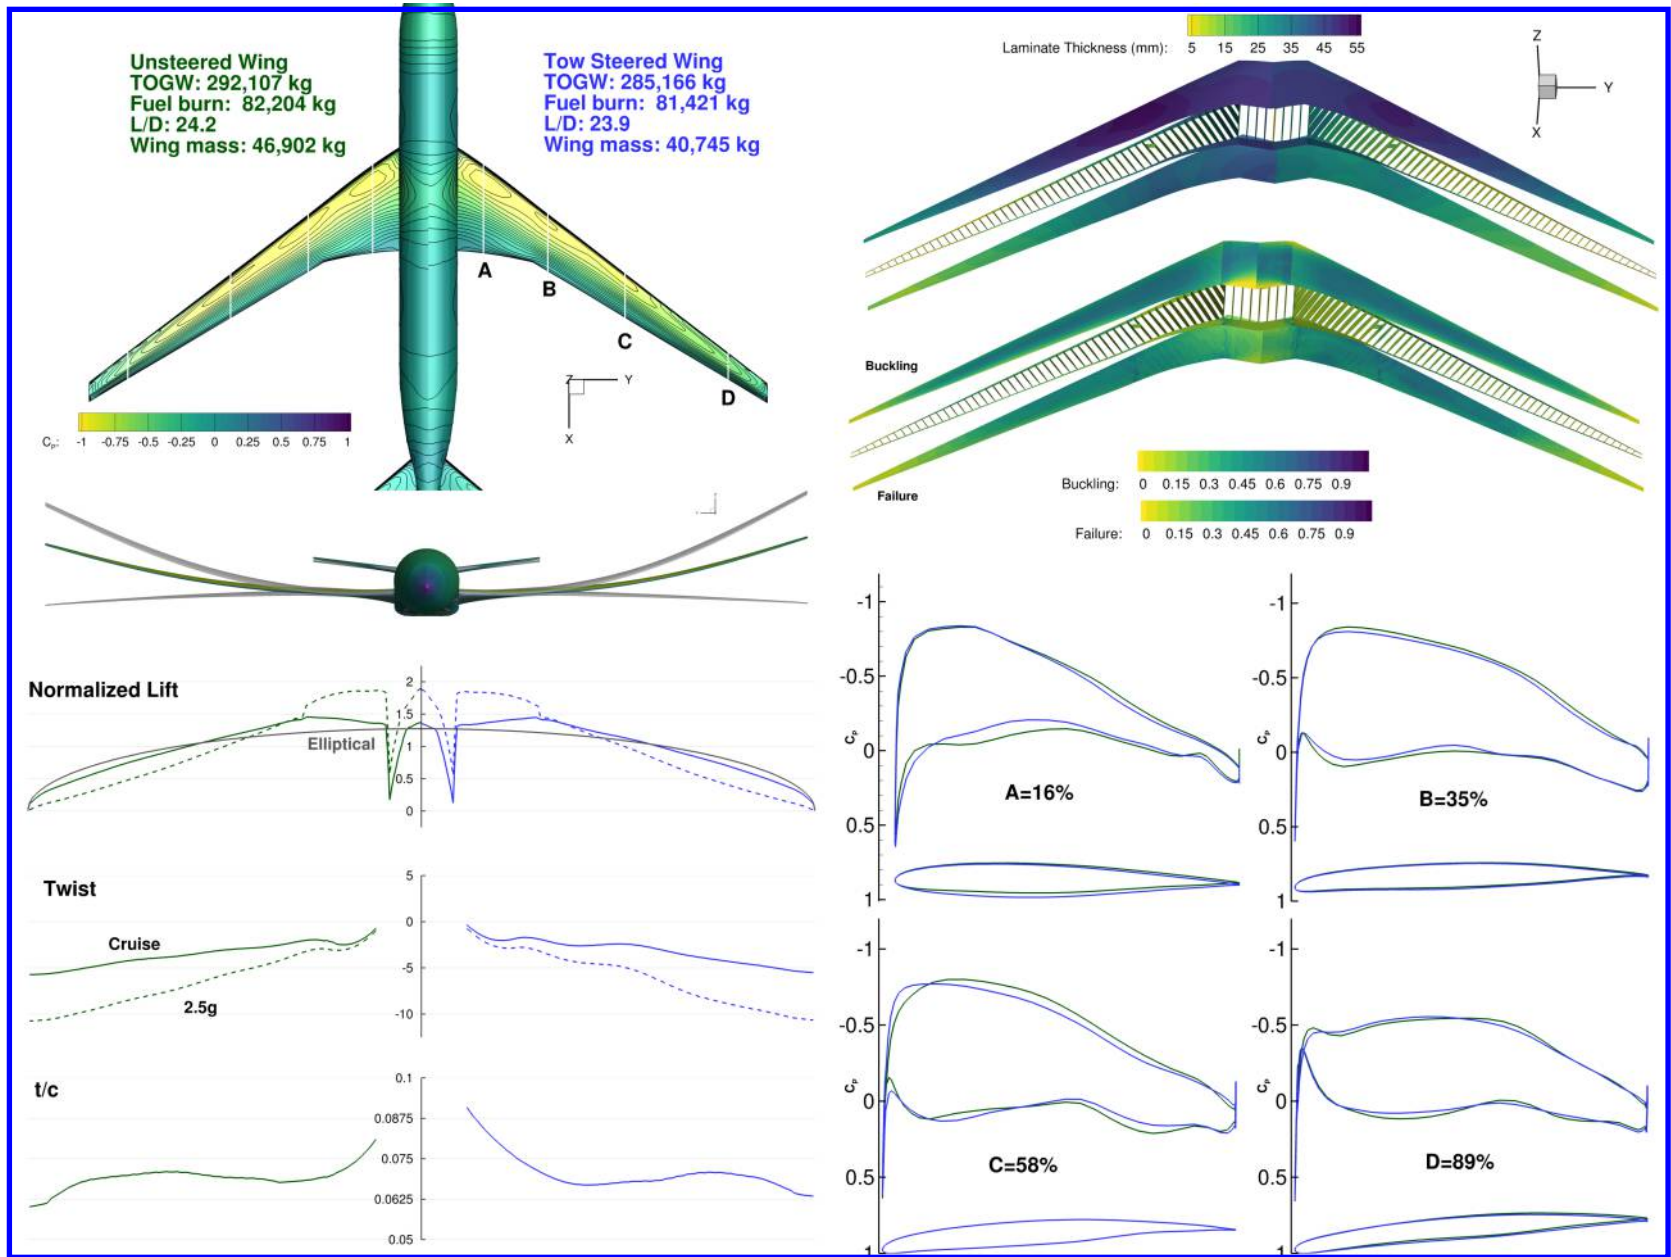 Unsteered Wing
TOGW: 292,107 kg
Fuel burn: 82,204 kg
L/D: 24.2
Wing mass: 46,902 kg
Tow Steered Wing
TOGW: 285,166 kg
Fuel burn: 81,421 kg
L/D: 23.9
Wing mass: 40,745 kg
A
B
C
D
Z Y
X
CP: -1 -0.75 -0.5 -0.25 0 0.25 0.5 0.75 1
Laminate Thickness (mm): 5 15 25 35 45 55
Z
Y
X
Buckling
Failure
Buckling: 0 0.15 0.3 0.45 0.6 0.75 0.9
Failure: 0 0.15 0.3 0.45 0.6 0.75 0.9
Normalized Lift
Elliptical
2
1.5
1
0.5
0
Twist
Cruise
2.5g
5
0
-5
-10
t/c
0.1
0.0875
0.075
0.0625
0.05
-1
-0.5
CP 0
0.5
1
A=16%
-1
-0.5
CP 0
0.5
1
B=35%
-1
-0.5
CP 0
0.5
1
C=58%
-1
-0.5
CP 0
0.5
1
D=89%